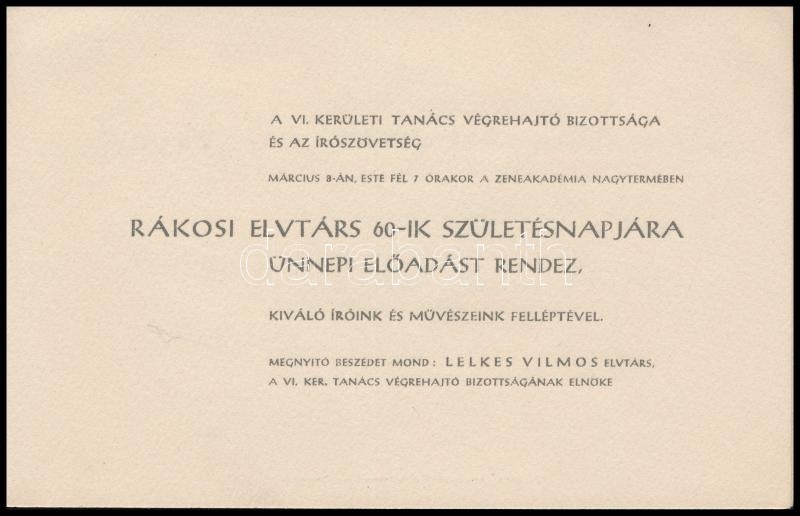 A VI. KERÜLETI TANÁCS VÉGREHAJTÓ BIZOTTSÁGA
ÉS AZ ÍRÓSZÖVETSÉG
MÁRCIUS 8-ÁN, ESTE FÉL 7 ÓRAKOR A ZENEAKADÉMIA NAGYTERMÉBEN
RÁKOSI ELVTÁRS 60-IK SZÜLETÉSNAPJÁRA
darabanth
ÜNNEPI ELŐADÁST RENDEZ,
KIVÁLÓ ÍRÓINK ÉS MŰVÉSZEINK FELLÉPTÉVEL.
MEGNYITÓ BESZÉDET MOND: LELKES VILMOS ELVTÁRS,
A VI. KER. TANÁCS VÉGREHAJTÓ BIZOTTSÁGÁNAK ELNÖKE